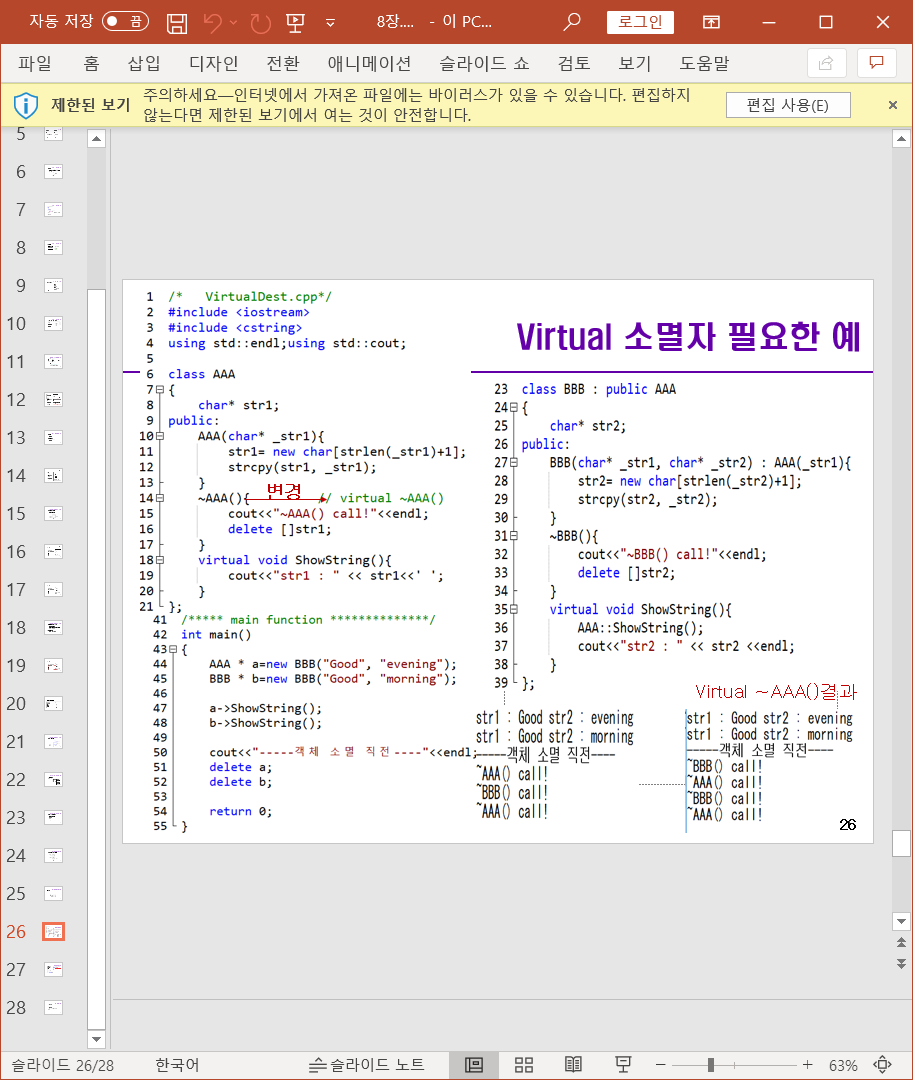 자동 저장 끔 8장.... - 이 PC... 로그인
파일 홈 삽입 디자인 전환 애니메이션 슬라이드 쇼 검토 보기 도움말
제한된 보기 주의하세요—인터넷에서 가져온 파일에는 바이러스가 있을 수 있습니다. 편집하지
않는다면 제한된 보기에서 여는 것이 안전합니다.
편집 사용(E)
5
6
7
8
9
10
11
12
13
14
15
16
17
18
19
20
21
22
23
24
25
26
27
28
Virtual 소멸자 필요한 예
1 /* VirtualDest.cpp*/
2 #include <iostream>
3 #include <cstring>
4 using std::endl;using std::cout;
5
6 class AAA
7 {
8 char* str1;
9 public:
10 AAA(char* _str1){
11 str1= new char[strlen(_str1)+1];
12 strcpy(str1, _str1);
13 }
14 ~AAA(){ 변경 // virtual ~AAA()
15 cout<<"~AAA() call!"<<endl;
16 delete []str1;
17 }
18 virtual void ShowString(){
19 cout<<"str1 : " << str1<<' ';
20 }
21 };
41 /***** main function **************/
42 int main()
43 {
44 AAA * a=new BBB("Good", "evening");
45 BBB * b=new BBB("Good", "morning");
46
47 a->ShowString();
48 b->ShowString();
49
50 cout<<"-----객체 소멸 직전----"<<endl;
51 delete a;
52 delete b;
53
54 return 0;
55 }
23 class BBB : public AAA
24 {
25 char* str2;
26 public:
27 BBB(char* _str1, char* _str2) : AAA(_str1){
28 str2= new char[strlen(_str2)+1];
29 strcpy(str2, _str2);
30 }
31 ~BBB(){
32 cout<<"~BBB() call!"<<endl;
33 delete []str2;
34 }
35 virtual void ShowString(){
36 AAA::ShowString();
37 cout<<"str2 : " << str2 <<endl;
38 }
39 };
str1 : Good str2 : evening
str1 : Good str2 : morning
-----객체 소멸 직전----
~AAA() call!
~BBB() call!
~AAA() call!
Virtual ~AAA()결과
str1 : Good str2 : evening
str1 : Good str2 : morning
-----객체 소멸 직전----
~BBB() call!
~AAA() call!
~BBB() call!
~AAA() call!
26
슬라이드 26/28 한국어 슬라이드 노트 63%